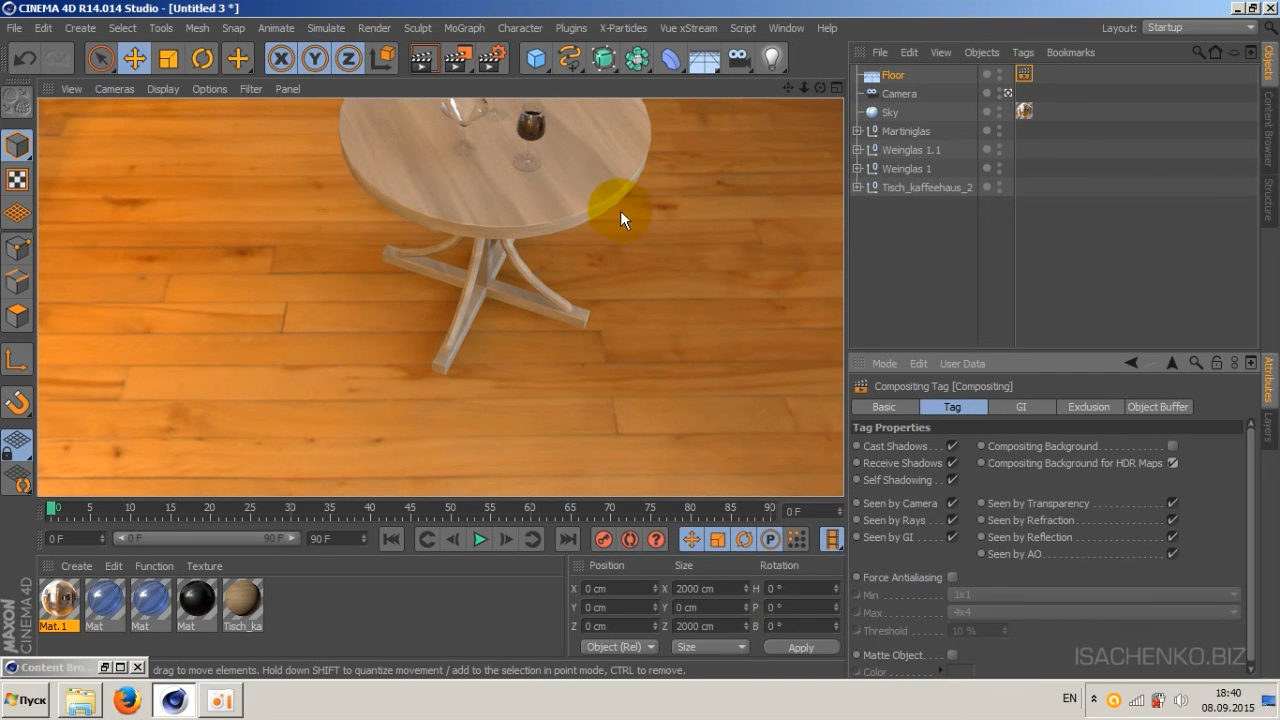 CINEMA 4D R14.014 Studio - [Untitled 3 *]
File Edit Create Select Tools Mesh Snap Animate Simulate Render Sculpt MoGraph Character Plugins X-Particles Vue xStream Script Window Help Layout: Startup
X Y Z
File Edit View Objects Tags Bookmarks
View Cameras Display Options Filter Panel
Floor
Camera
Sky
Martiniglas
Weinglas 1.1
Weinglas 1
Tisch_kaffeehaus_2
Objects
Content Browser
Structure
Mode Edit User Data
Compositing Tag [Compositing]
Basic Tag GI Exclusion Object Buffer
Tag Properties
Cast Shadows Compositing Background
Receive Shadows Compositing Background for HDR Maps
Self Shadowing
Seen by Camera Seen by Transparency
Seen by Rays Seen by Refraction
Seen by GI Seen by Reflection
Seen by AO
Force Antialiasing
Min 1x1
Max 4x4
Threshold 10 %
Matte Object
Color
Attributes
Layers
ISACHENKO.BIZ
0 5 10 15 20 25 30 35 40 45 50 55 60 65 70 75 80 85 90 0 F
0 F 0 F 90 F 90 F
P
Create Edit Function Texture
Mat.1 Mat Mat Mat Tisch_ka
Position Size Rotation
X 0 cm X 2000 cm H 0 °
Y 0 cm Y 0 cm P 0 °
Z 0 cm Z 2000 cm B 0 °
Object (Rel) Size Apply
MAXON CINEMA4D
Content Bro...
drag to move elements. Hold down SHIFT to quantize movement / add to the selection in point mode, CTRL to remove.
Пуск
EN
18:40
08.09.2015